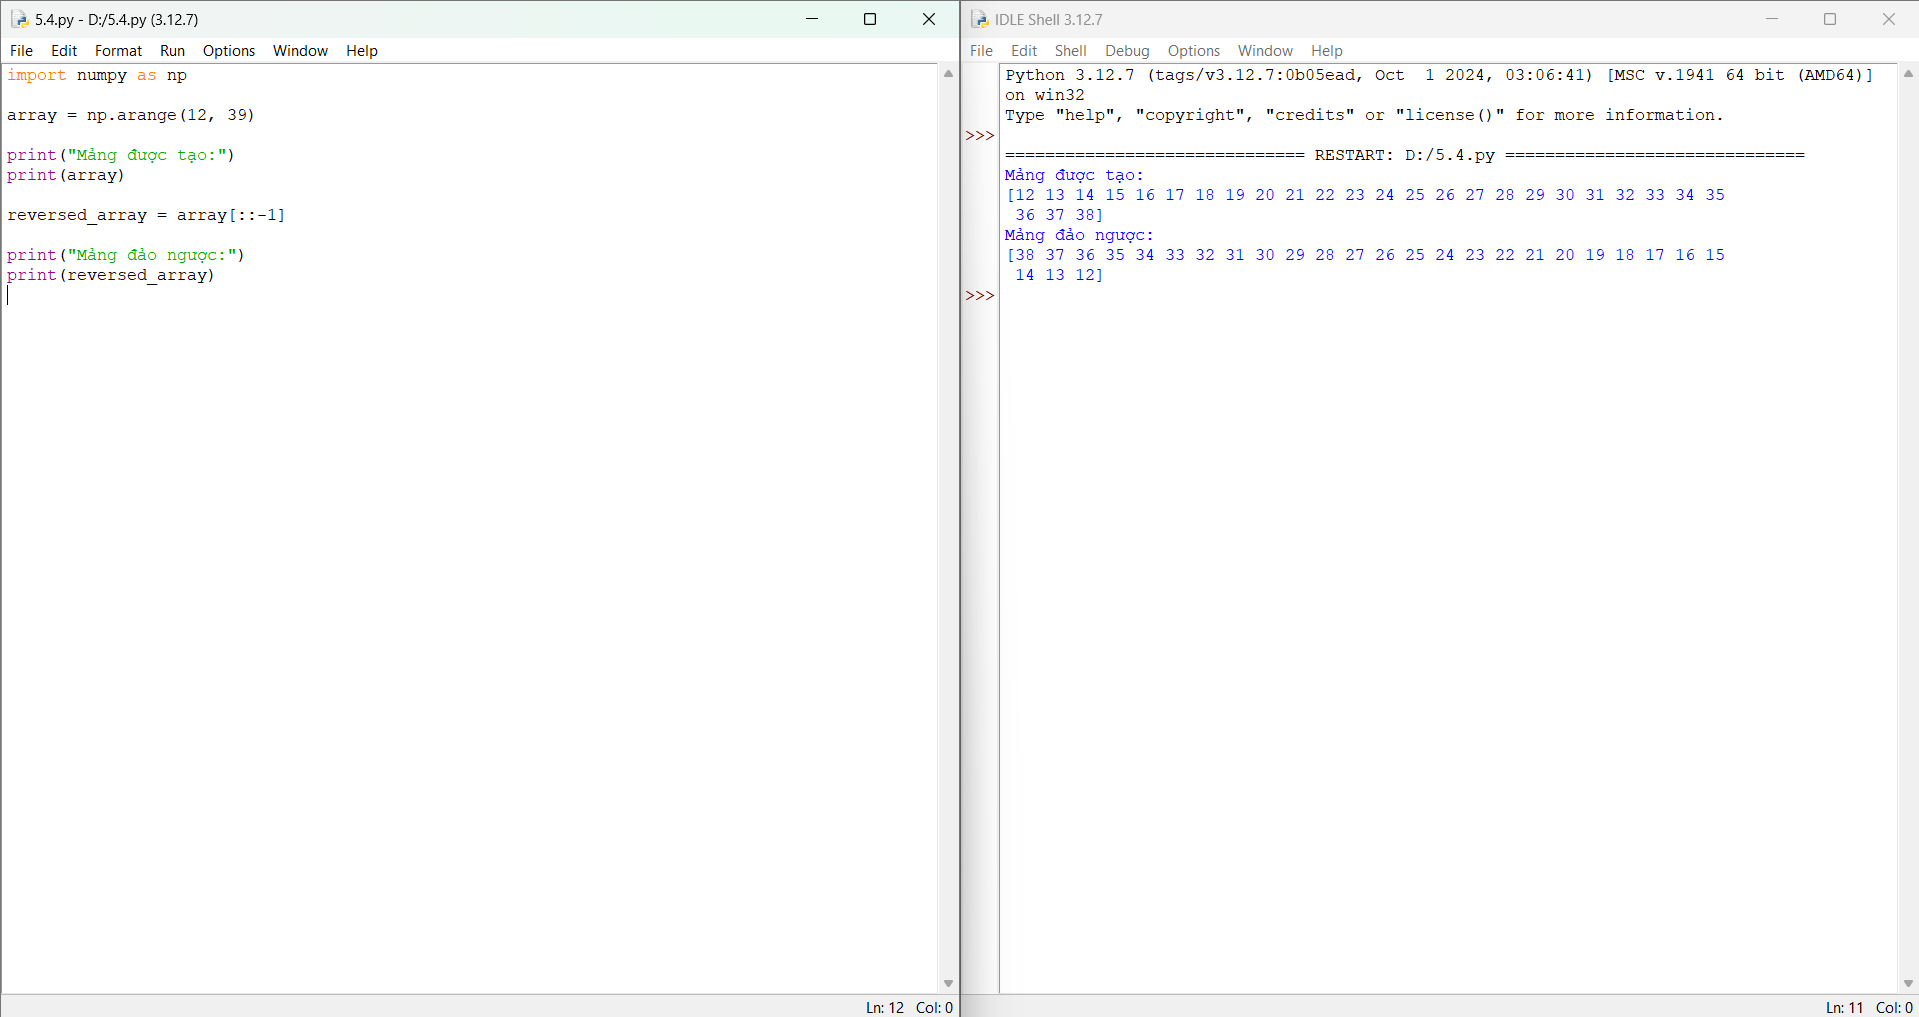 5.4.py - D:/5.4.py (3.12.7)
File Edit Format Run Options Window Help
import numpy as np
array = np.arange(12, 39)
print("Mảng được tạo:")
print(array)
reversed_array = array[::-1]
print("Mảng đảo ngược:")
print(reversed_array)
Ln: 12 Col: 0
IDLE Shell 3.12.7
File Edit Shell Debug Options Window Help
Python 3.12.7 (tags/v3.12.7:0b05ead, Oct  1 2024, 03:06:41) [MSC v.1941 64 bit (AMD64)]
on win32
Type "help", "copyright", "credits" or "license()" for more information.
>>>
============================== RESTART: D:/5.4.py ==============================
Mảng được tạo:
[12 13 14 15 16 17 18 19 20 21 22 23 24 25 26 27 28 29 30 31 32 33 34 35
 36 37 38]
Mảng đảo ngược:
[38 37 36 35 34 33 32 31 30 29 28 27 26 25 24 23 22 21 20 19 18 17 16 15
 14 13 12]
>>>
Ln: 11 Col: 0